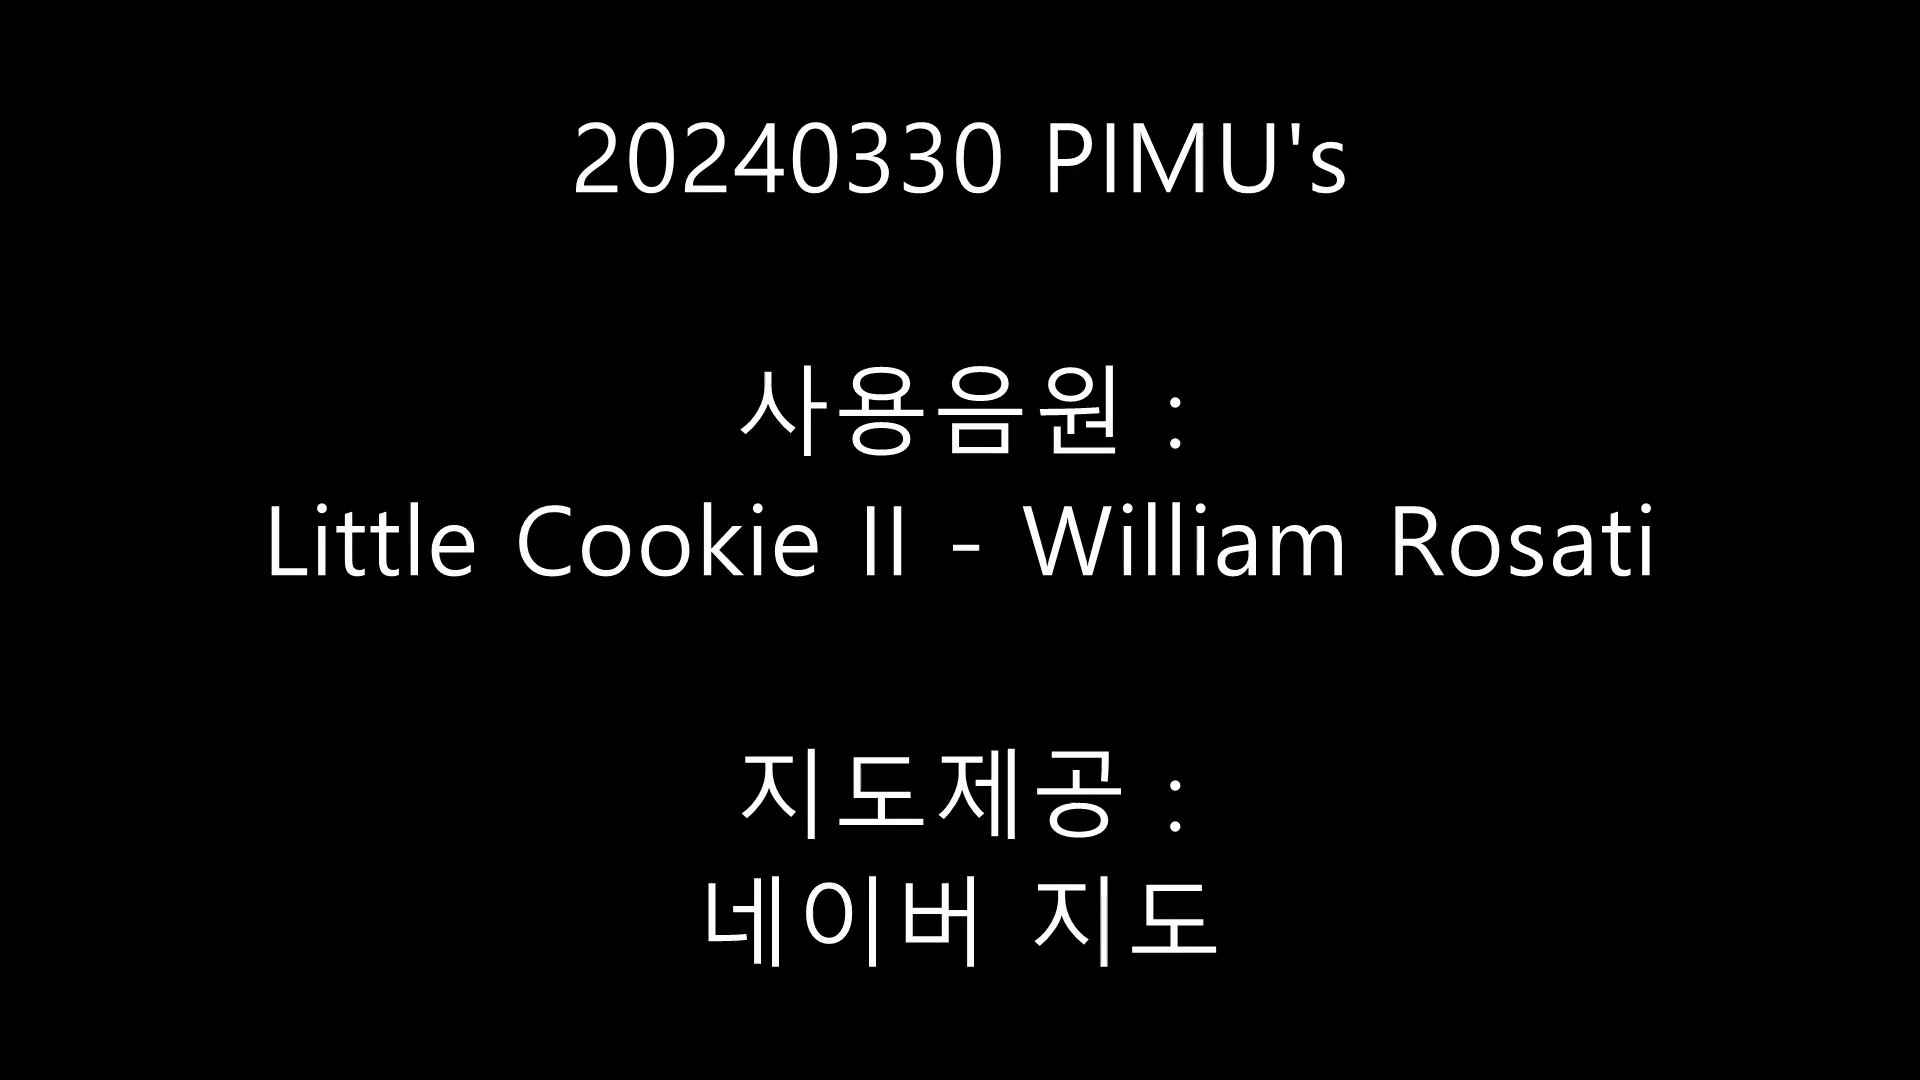 20240330 PIMU's
사용음원 :
Little Cookie II - William Rosati
지도제공 :
네이버 지도